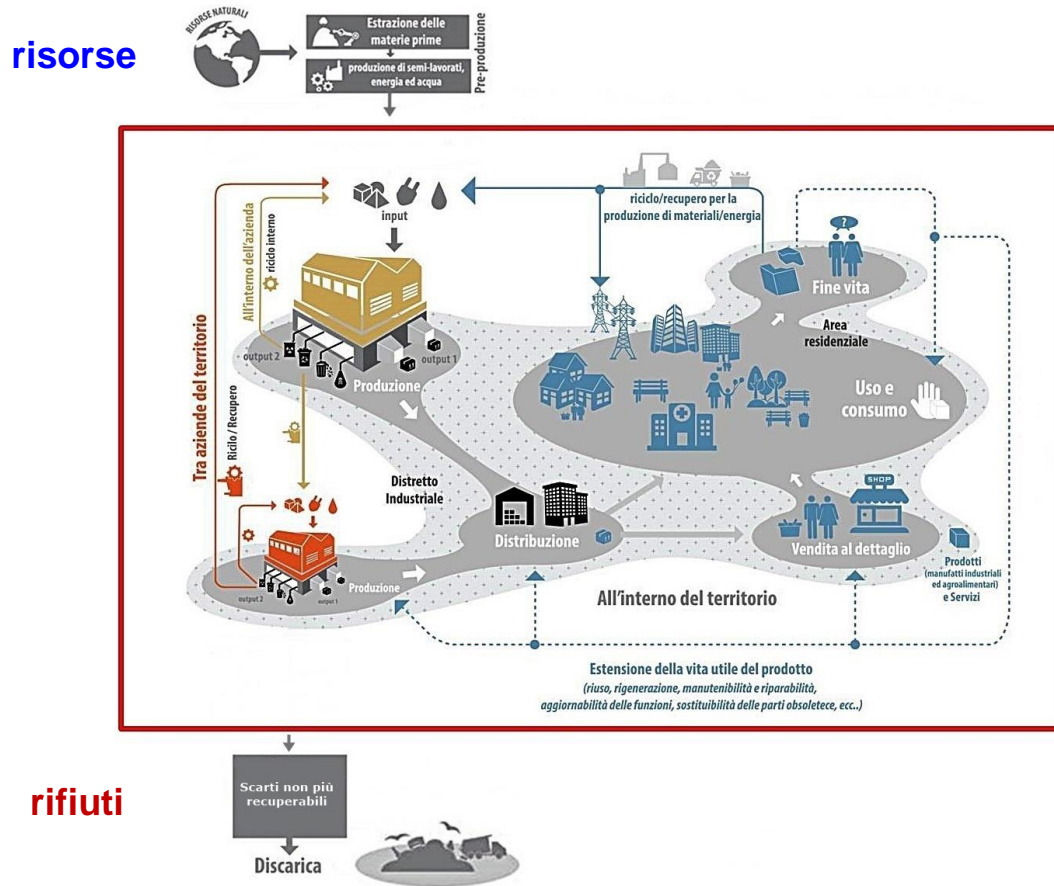 risorse
RISORSE NATURALI
Estrazione delle
materie prime
produzione di semi-lavorati,
energia ed acqua
Pre-produzione
input
riciclo/recupero per la
produzione di materiali/energia
?
Fine vita
Area
residenziale
Uso e
consumo
Tra aziende del territorio
Ricilo / Recupero
All'interno dell'azienda
riciclo interno
output 2
output 1
Produzione
Distretto
Industriale
Distribuzione
SHOP
Vendita al dettaglio
Prodotti
(manufatti industriali
ed agroalimentari)
e Servizi
output 2
output 1
Produzione
All'interno del territorio
Estensione della vita utile del prodotto
(riuso, rigenerazione, manutenibilità e riparabilità,
aggiornabilità delle funzioni, sostituibilità delle parti obsoletece, ecc..)
rifiuti
Scarti non più
recuperabili
Discarica